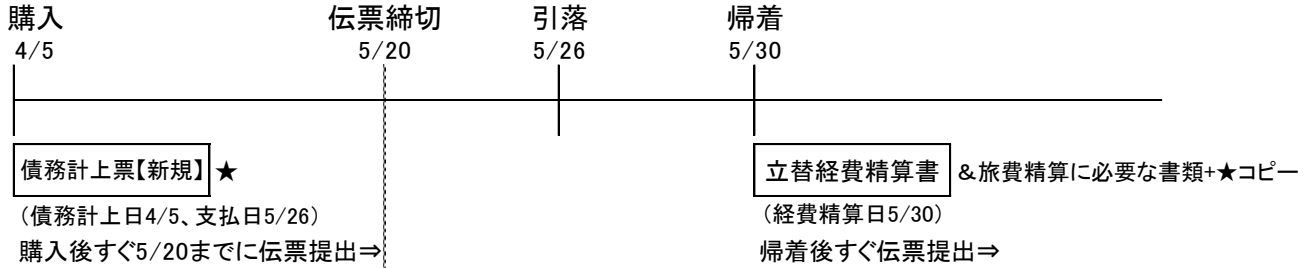 購入 伝票締切 引落 帰着
4/5 5/20 5/26 5/30
債務計上票【新規】★ 立替経費精算書 &旅費精算に必要な書類+★コピー
(債務計上日4/5、支払日5/26) (経費精算日5/30)
購入後すぐ5/20までに伝票提出⇒ 帰着後すぐ伝票提出⇒